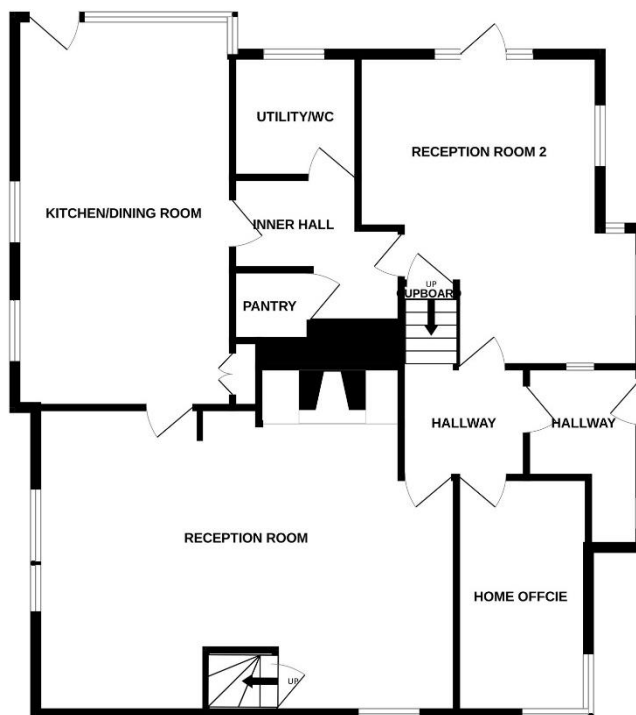 UTILITY/WC
RECEPTION ROOM 2
KITCHEN/DINING ROOM
INNER HALL
UP
CUPBOARD
PANTRY
HALLWAY
HALLWAY
RECEPTION ROOM
HOME OFFCIE
UP